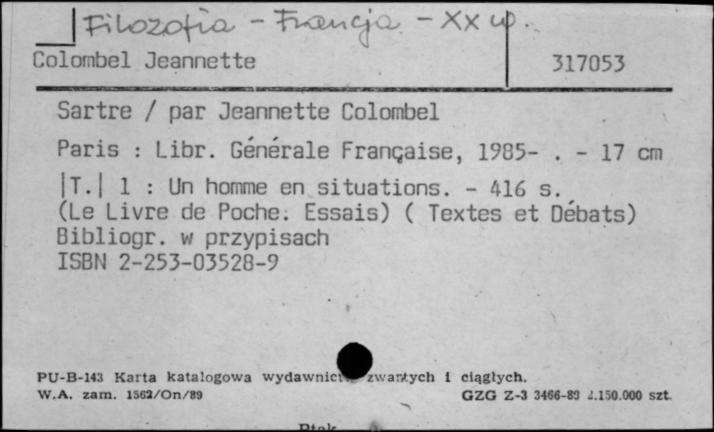 Filozofia - Francja - XX w.
Colombel Jeannette 317053
Sartre / par Jeannette Colombel
Paris : Libr. Générale Française, 1985- . - 17 cm
|T.| 1 : Un homme en situations. - 416 s.
(Le Livre de Poche. Essais) ( Textes et Débats)
Bibliogr. w przypisach
ISBN 2-253-03528-9
PU-B-143 Karta katalogowa wydawnict zwartych i ciągłych.
W.A. zam. 1562/On/89 GZG Z-3 3466-89 2.150.000 szt.